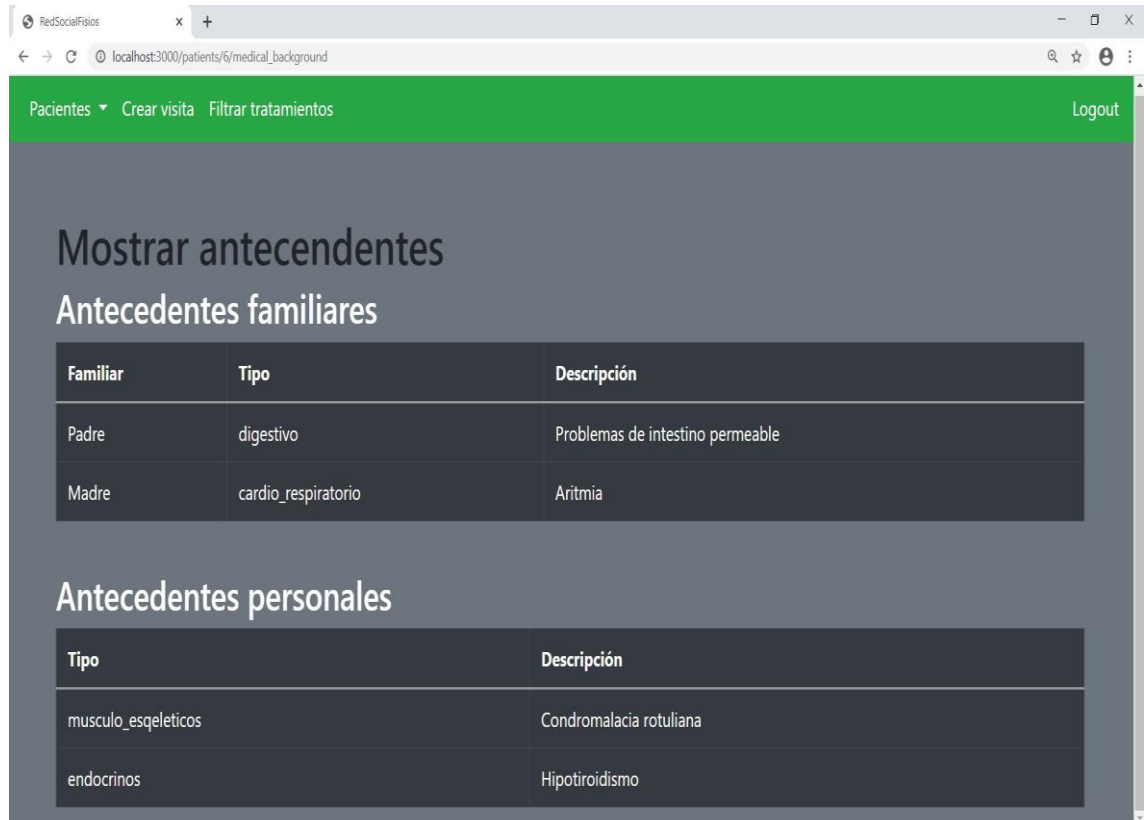 RedSocialFisios
localhost:3000/patients/6/medical_background
Pacientes Crear visita Filtrar tratamientos Logout
Mostrar antecendentes
Antecedentes familiares
Familiar Tipo Descripción
Padre digestivo Problemas de intestino permeable
Madre cardio_respiratorio Aritmia
Antecedentes personales
Tipo Descripción
musculo_esqeleticos Condromalacia rotuliana
endocrinos Hipotiroidismo